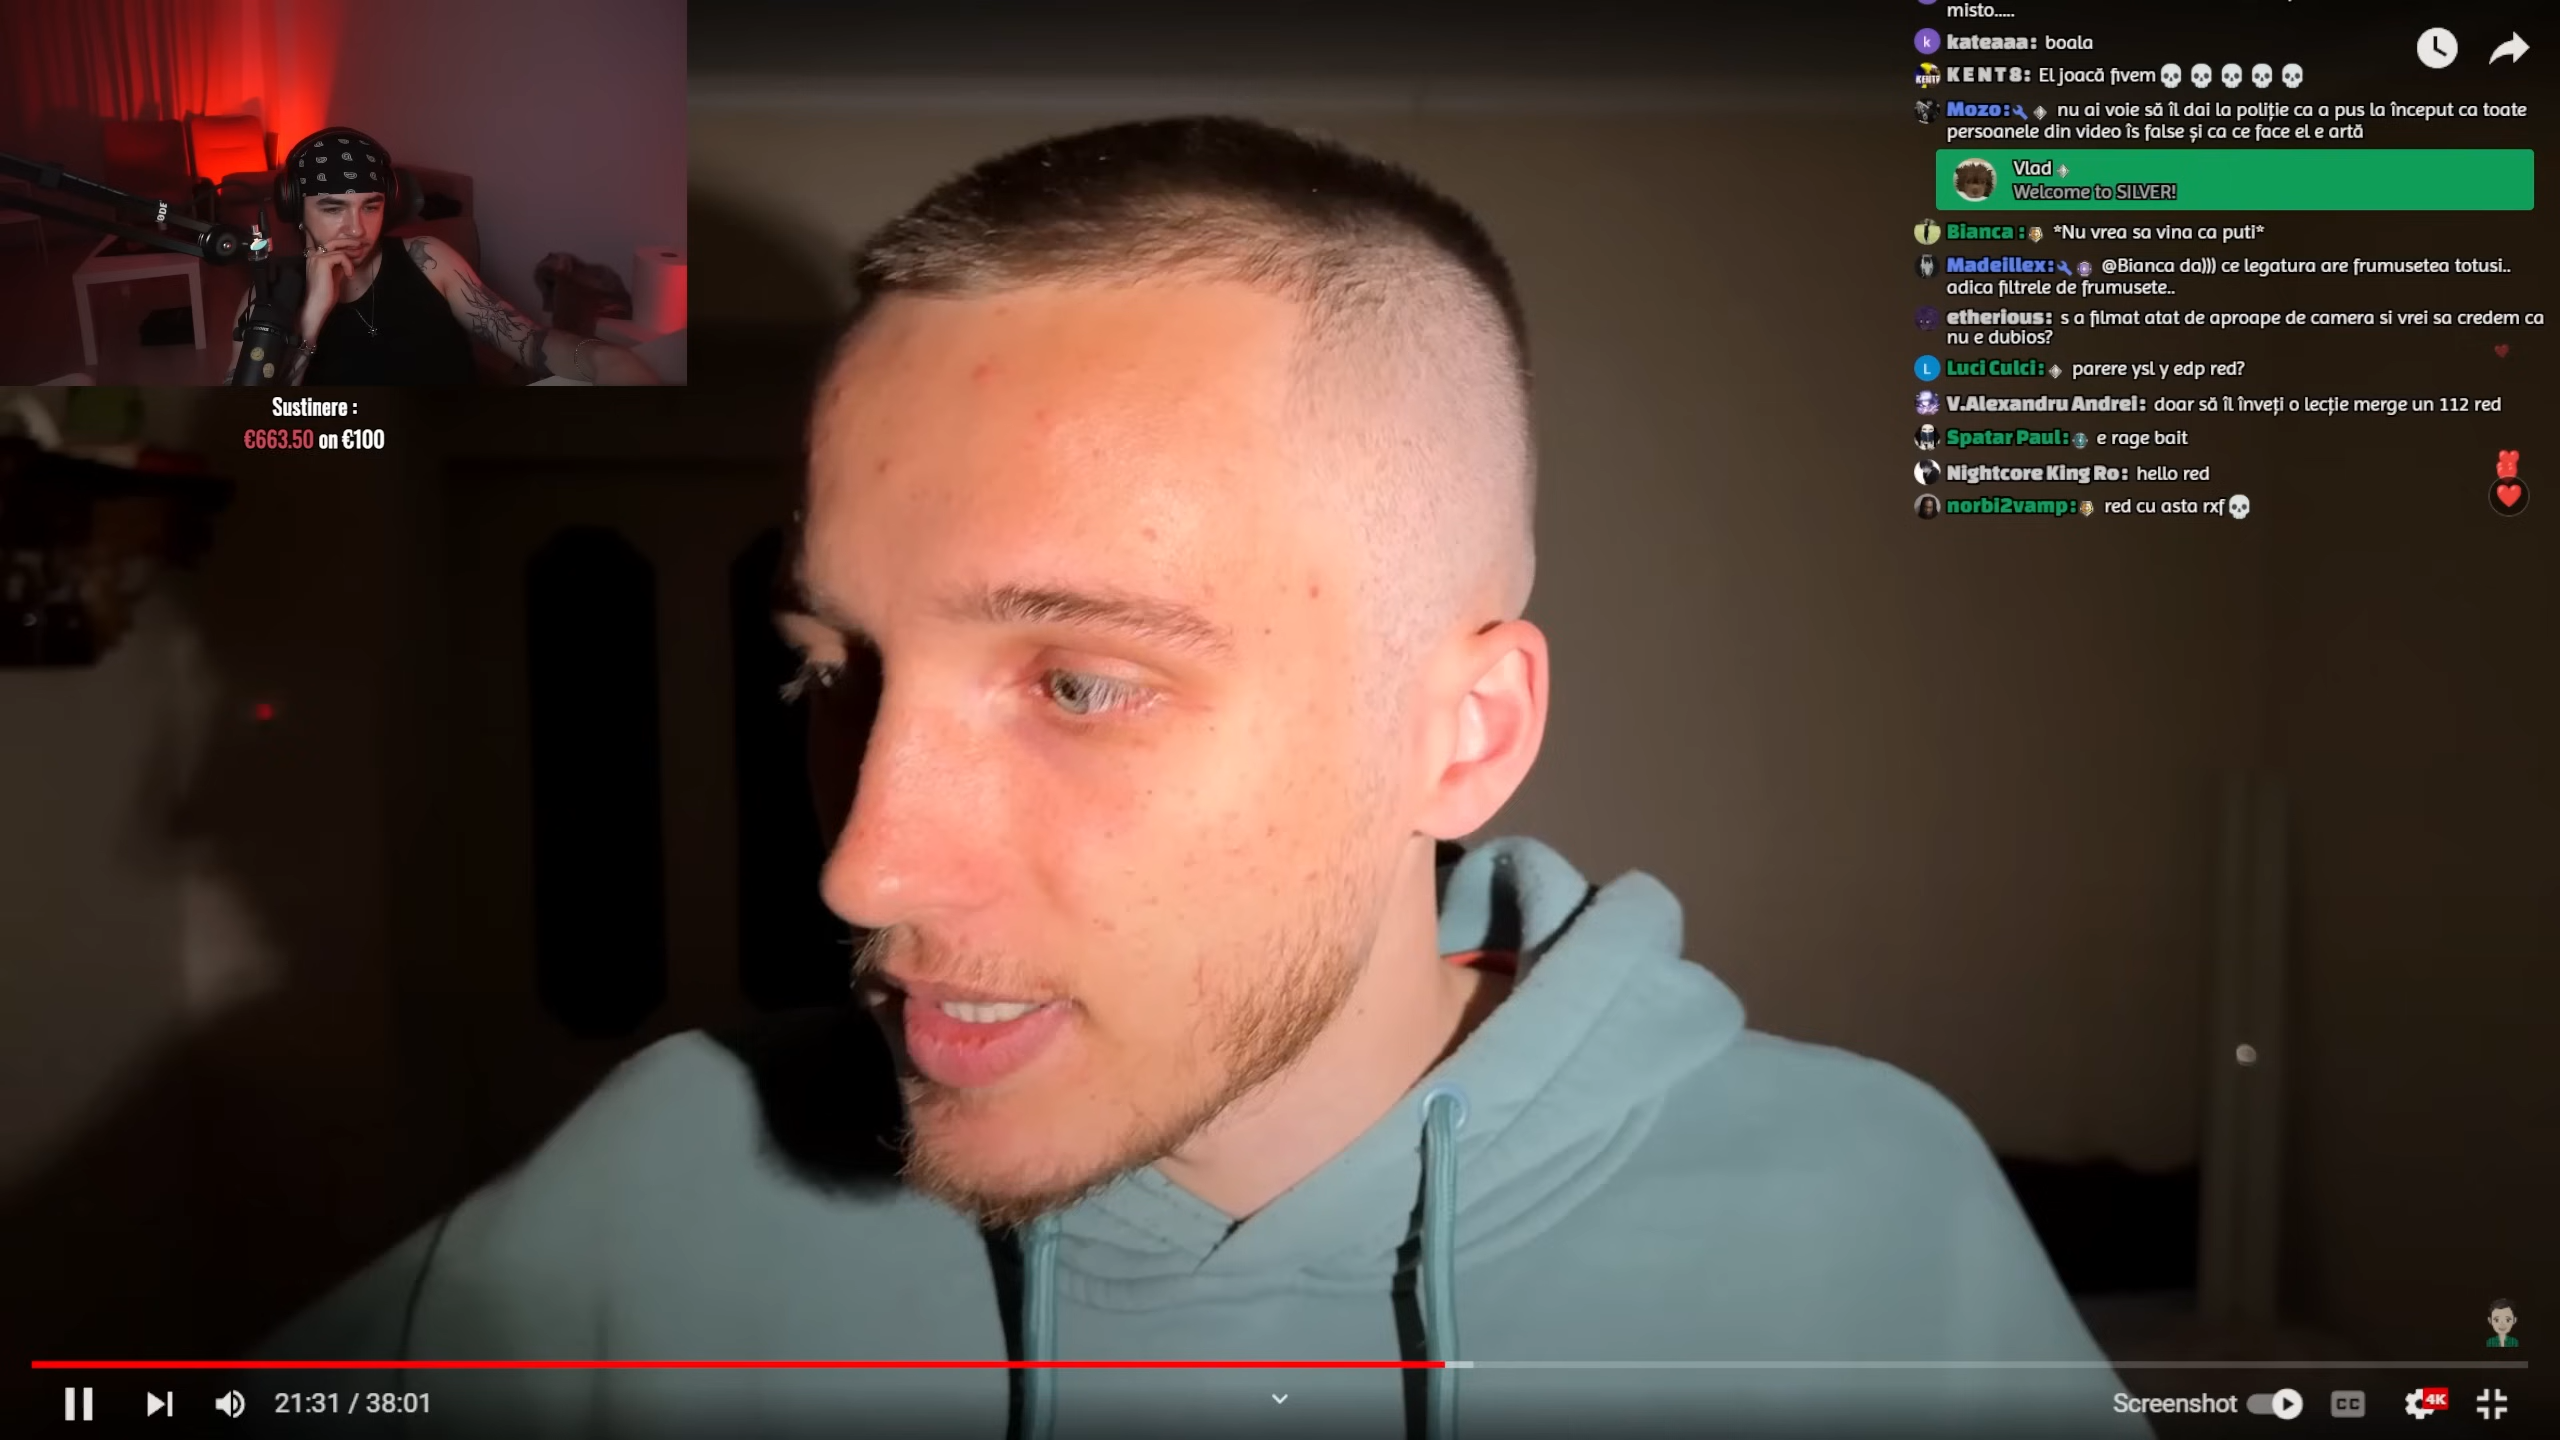 misto.....
k kateaaa: boala
KENT8: El joacă fivem
Mozo: nu ai voie să îl dai la poliție ca a pus la început ca toate
persoanele din video îs false și ca ce face el e artă
Vlad
Welcome to SILVER!
Bianca : *Nu vrea sa vina ca puti*
Madeillex: @Bianca da))) ce legatura are frumusetea totusi..
adica filtrele de frumusete..
etherious: s a filmat atat de aproape de camera si vrei sa credem ca
nu e dubios?
L Luci Culci: parere ysl y edp red?
V.Alexandru Andrei: doar să îl înveți o lecție merge un 112 red
Spatar Paul: e rage bait
Nightcore King Ro: hello red
norbi2vamp: red cu asta rxf
Sustinere :
€663.50 on €100
21:31 / 38:01
Screenshot
CC
4K